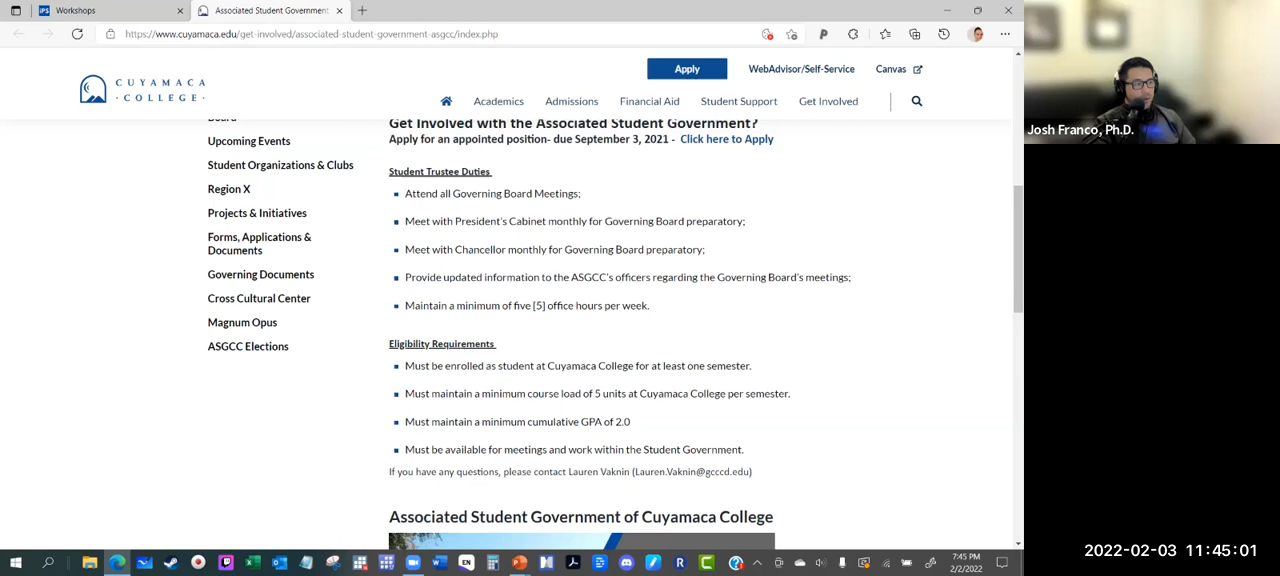 Workshops
Associated Student Government
https://www.cuyamaca.edu/get-involved/associated-student-government-asgcc/index.php
CUYAMACA
·COLLEGE·
Apply
WebAdvisor/Self-Service
Canvas
Academics
Admissions
Financial Aid
Student Support
Get Involved
Board
Upcoming Events
Student Organizations & Clubs
Region X
Projects & Initiatives
Forms, Applications &
Documents
Governing Documents
Cross Cultural Center
Magnum Opus
ASGCC Elections
Get Involved with the Associated Student Government?
Apply for an appointed position- due September 3, 2021 - Click here to Apply
Student Trustee Duties
Attend all Governing Board Meetings;
Meet with President's Cabinet monthly for Governing Board preparatory;
Meet with Chancellor monthly for Governing Board preparatory;
Provide updated information to the ASGCC's officers regarding the Governing Board's meetings;
Maintain a minimum of five [5] office hours per week.
Eligibility Requirements
Must be enrolled as student at Cuyamaca College for at least one semester.
Must maintain a minimum course load of 5 units at Cuyamaca College per semester.
Must maintain a minimum cumulative GPA of 2.0
Must be available for meetings and work within the Student Government.
If you have any questions, please contact Lauren Vaknin (Lauren.Vaknin@gcccd.edu)
Associated Student Government of Cuyamaca College
Josh Franco, Ph.D.
EN
7:45 PM
2/2/2022
2022-02-03 11:45:01